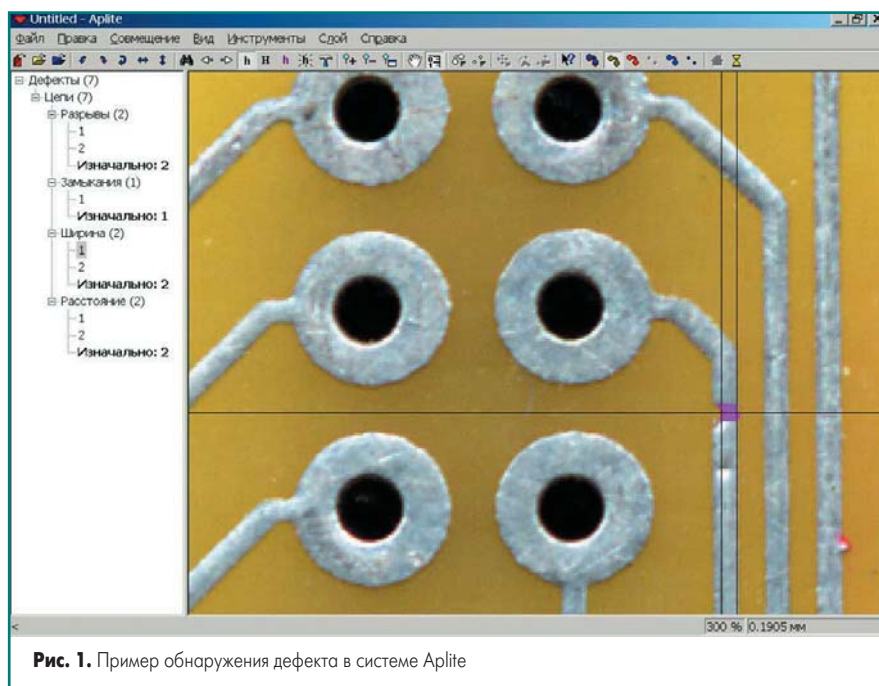 Untitled - Aplite
Файл Правка Совмещение Вид Инструменты Слой Справка
Дефекты (7)
Цепи (7)
Разрывы (2)
1
2
Изначально: 2
Замыкания (1)
1
Изначально: 1
Ширина (2)
1
2
Изначально: 2
Расстояние (2)
1
2
Изначально: 2
<
300 % 0.1905 мм
Рис. 1. Пример обнаружения дефекта в системе Aplite